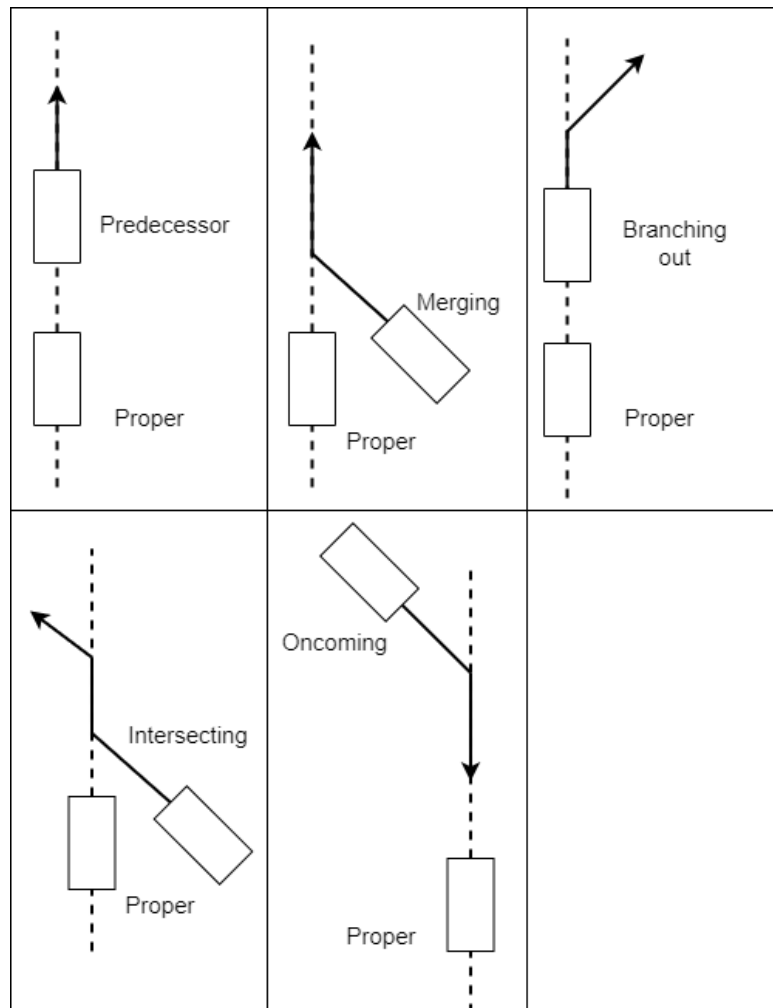 Predecessor
Proper
Merging
Proper
Branching
out
Proper
Intersecting
Proper
Oncoming
Proper